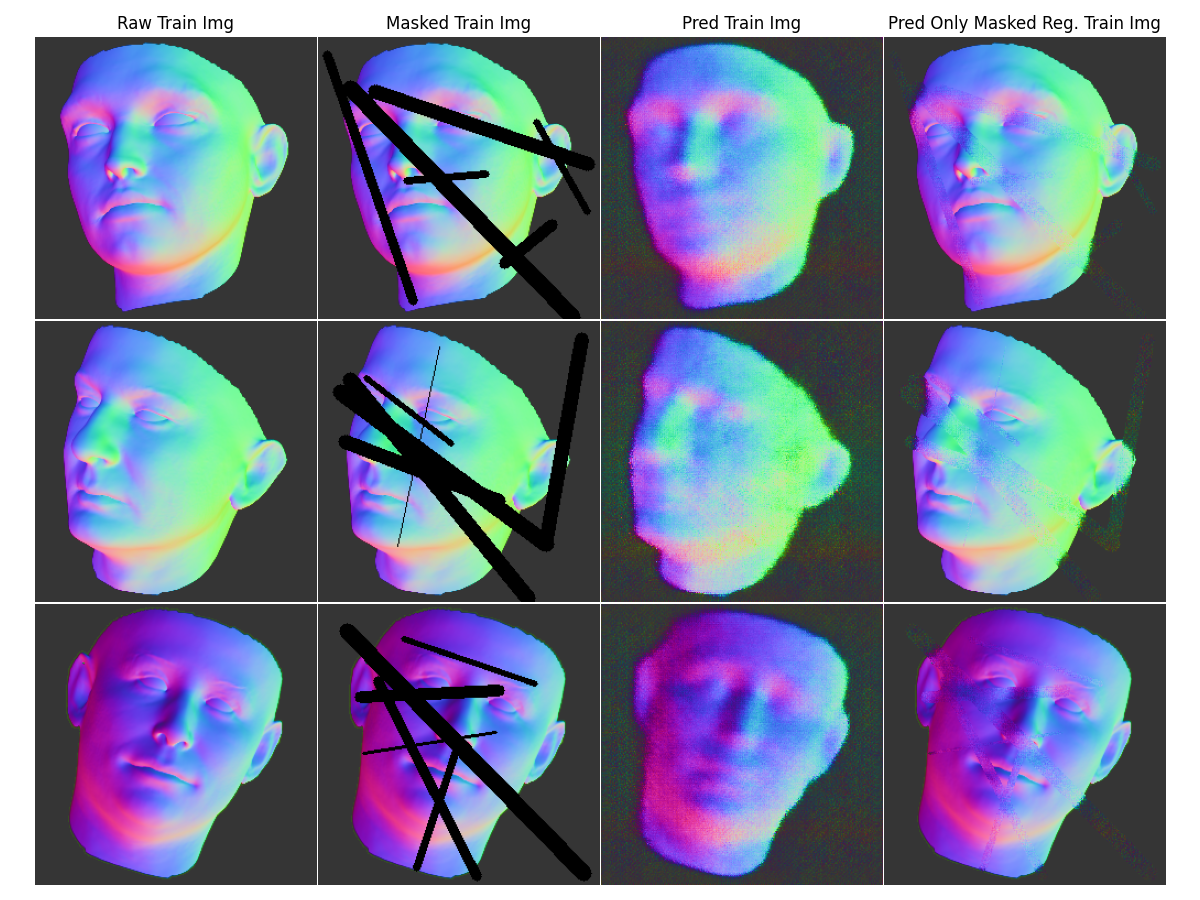 Raw Train Img
Masked Train Img
Pred Train Img
Pred Only Masked Reg. Train Img